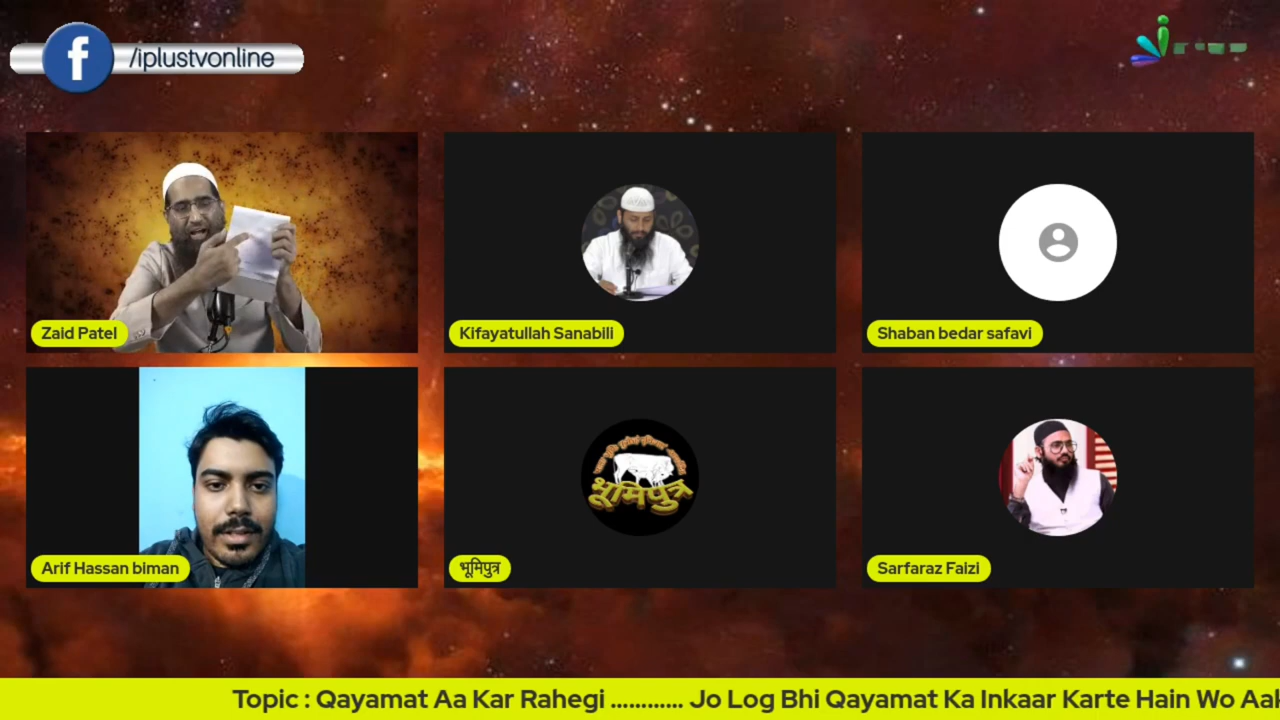 f /iplustvonline
Zaid Patel
Kifayatullah Sanabili
Shaban bedar safavi
भूमिपुत्र
Arif Hassan biman
भूमिपुत्र
Sarfaraz Faizi
Topic : Qayamat Aa Kar Rahegi ............ Jo Log Bhi Qayamat Ka Inkaar Karte Hain Wo